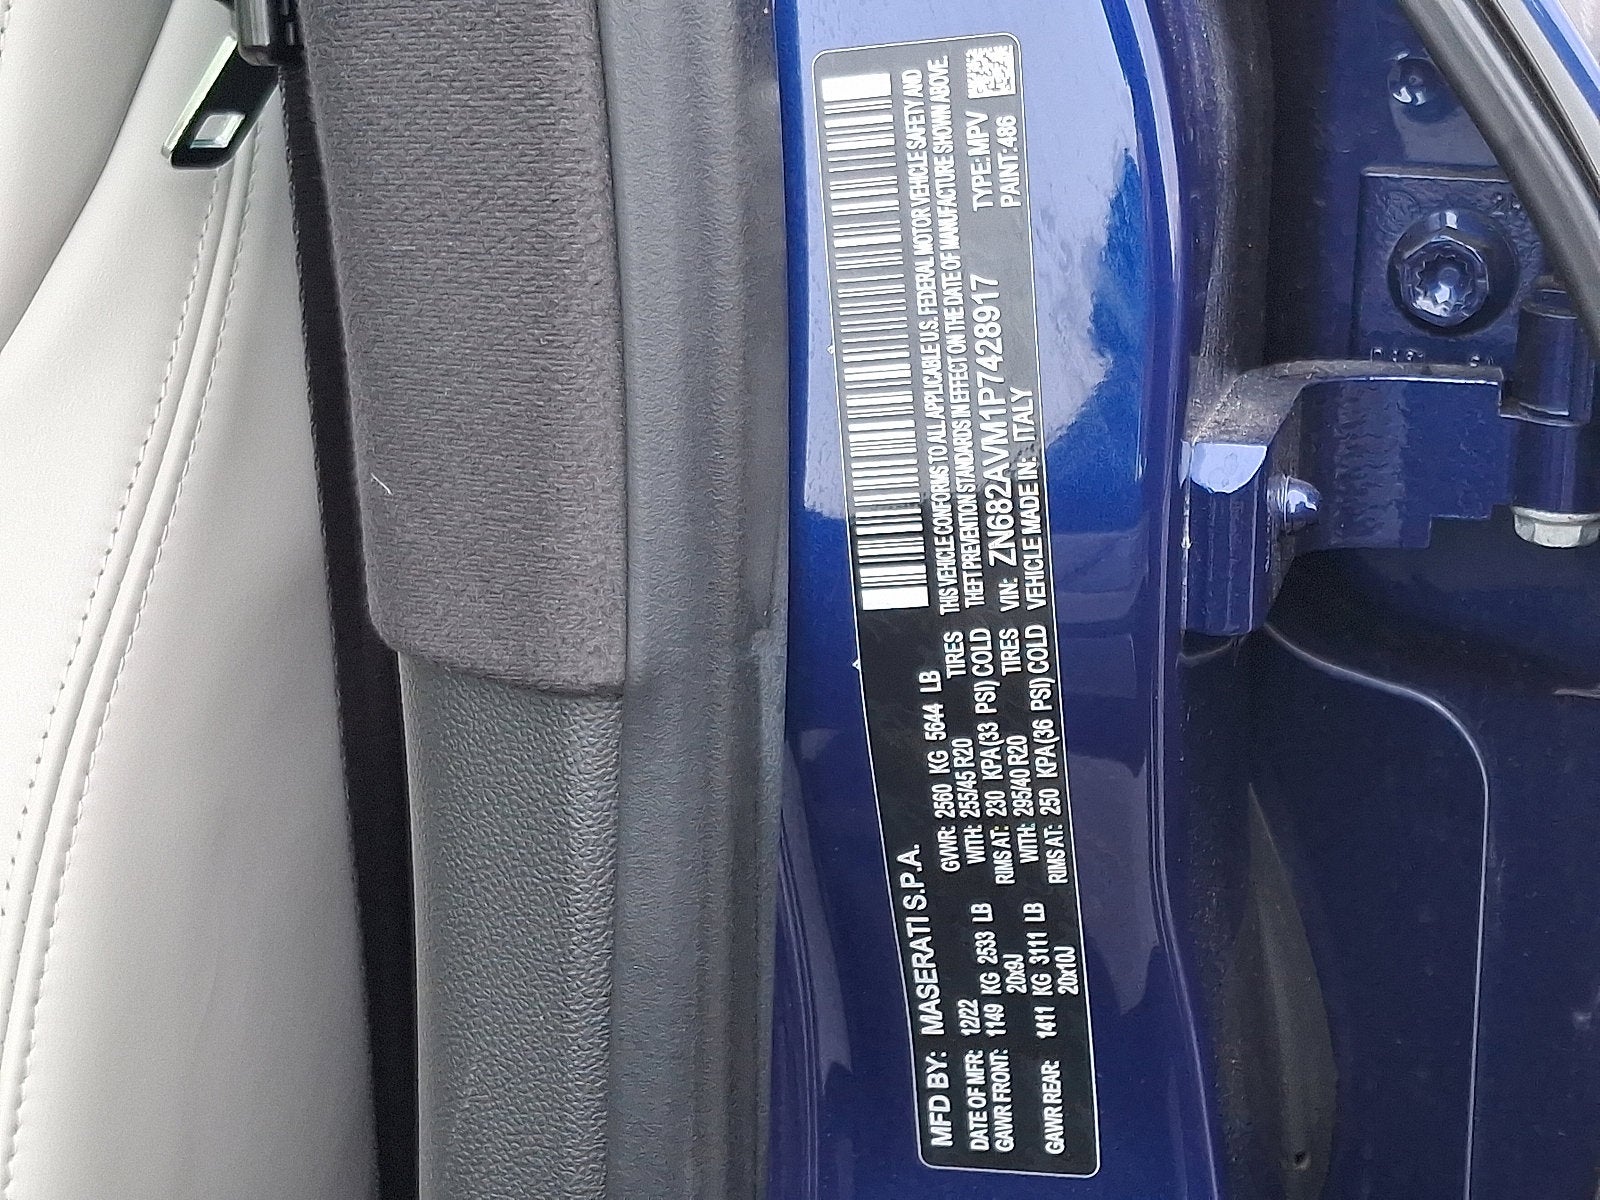 MFD BY: MASERATI S.P.A.
DATE OF MFR: 12/22 GVWR: 2560 KG 5644 LB
GAWR FRONT: 1149 KG 2533 LB WITH: 255/45 R20 TIRES
20x9J RIMS AT: 230 KPA (33 PSI) COLD
GAWR REAR: 1411 KG 3111 LB WITH: 295/40 R20 TIRES
20x10J RIMS AT: 250 KPA (36 PSI) COLD
THIS VEHICLE CONFORMS TO ALL APPLICABLE U.S. FEDERAL MOTOR VEHICLE SAFETY AND
THEFT PREVENTION STANDARDS IN EFFECT ON THE DATE OF MANUFACTURE SHOWN ABOVE.
VIN: ZN682AVM1P7428917 TYPE: MPV
VEHICLE MADE IN: ITALY PAINT: 486